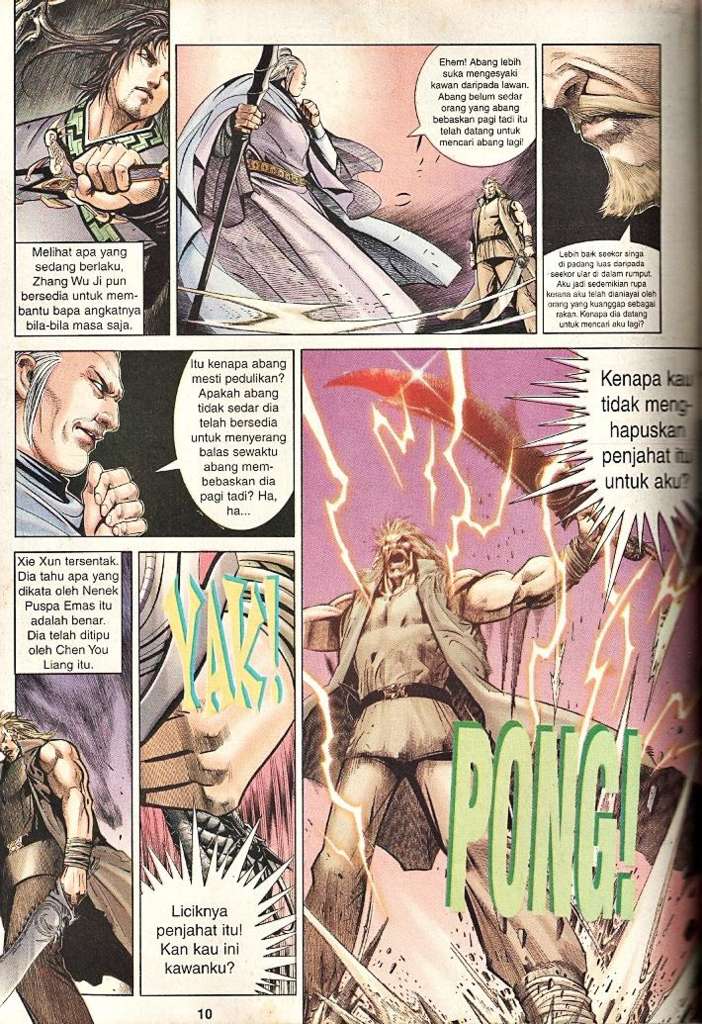 Melihat apa yang
sedang berlaku,
Zhang Wu Ji pun
bersedia untuk mem-
bantu bapa angkatnya
bila-bila masa saja.
Ehem! Abang lebih
suka mengesyaki
kawan daripada lawan.
Abang belum sedar
orang yang abang
bebaskan pagi tadi itu
telah datang untuk
mencari abang lagi!
Lebih baik seekor singa
di padang luas daripada
seekor ular di dalam rumput.
Aku jadi sedemikian rupa
kerana aku telah dianiayai oleh
orang yang kuanggap sebagai
rakan. Kenapa dia datang
untuk mencari aku lagi?
Itu kenapa abang
mesti pedulikan?
Apakah abang
tidak sedar dia
telah bersedia
untuk menyerang
balas sewaktu
abang mem-
bebaskan dia
pagi tadi? Ha,
ha...
Kenapa kau
tidak meng-
hapuskan
penjahat itu
untuk aku?
Xie Xun tersentak.
Dia tahu apa yang
dikata oleh Nenek
Puspa Emas itu
adalah benar.
Dia telah ditipu
oleh Chen You
Liang itu.
YAK!
Liciknya
penjahat itu!
Kan kau ini
kawanku?
PONG!
10